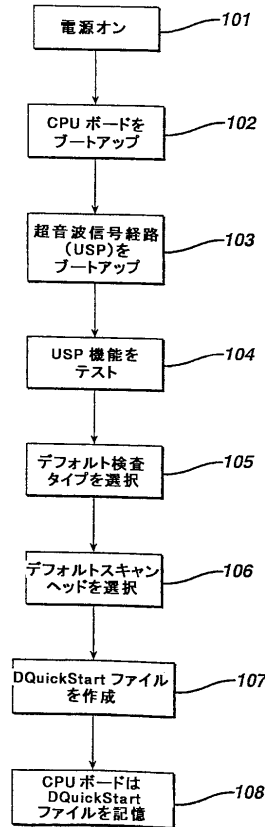 電源オン
101
CPU ボードを
ブートアップ
102
超音波信号経路
(USP)を
ブートアップ
103
USP 機能を
テスト
104
デフォルト検査
タイプを選択
105
デフォルトスキャン
ヘッドを選択
106
DQuickStart ファイル
を作成
107
CPU ボードは
DQuickStart
ファイルを記憶
108